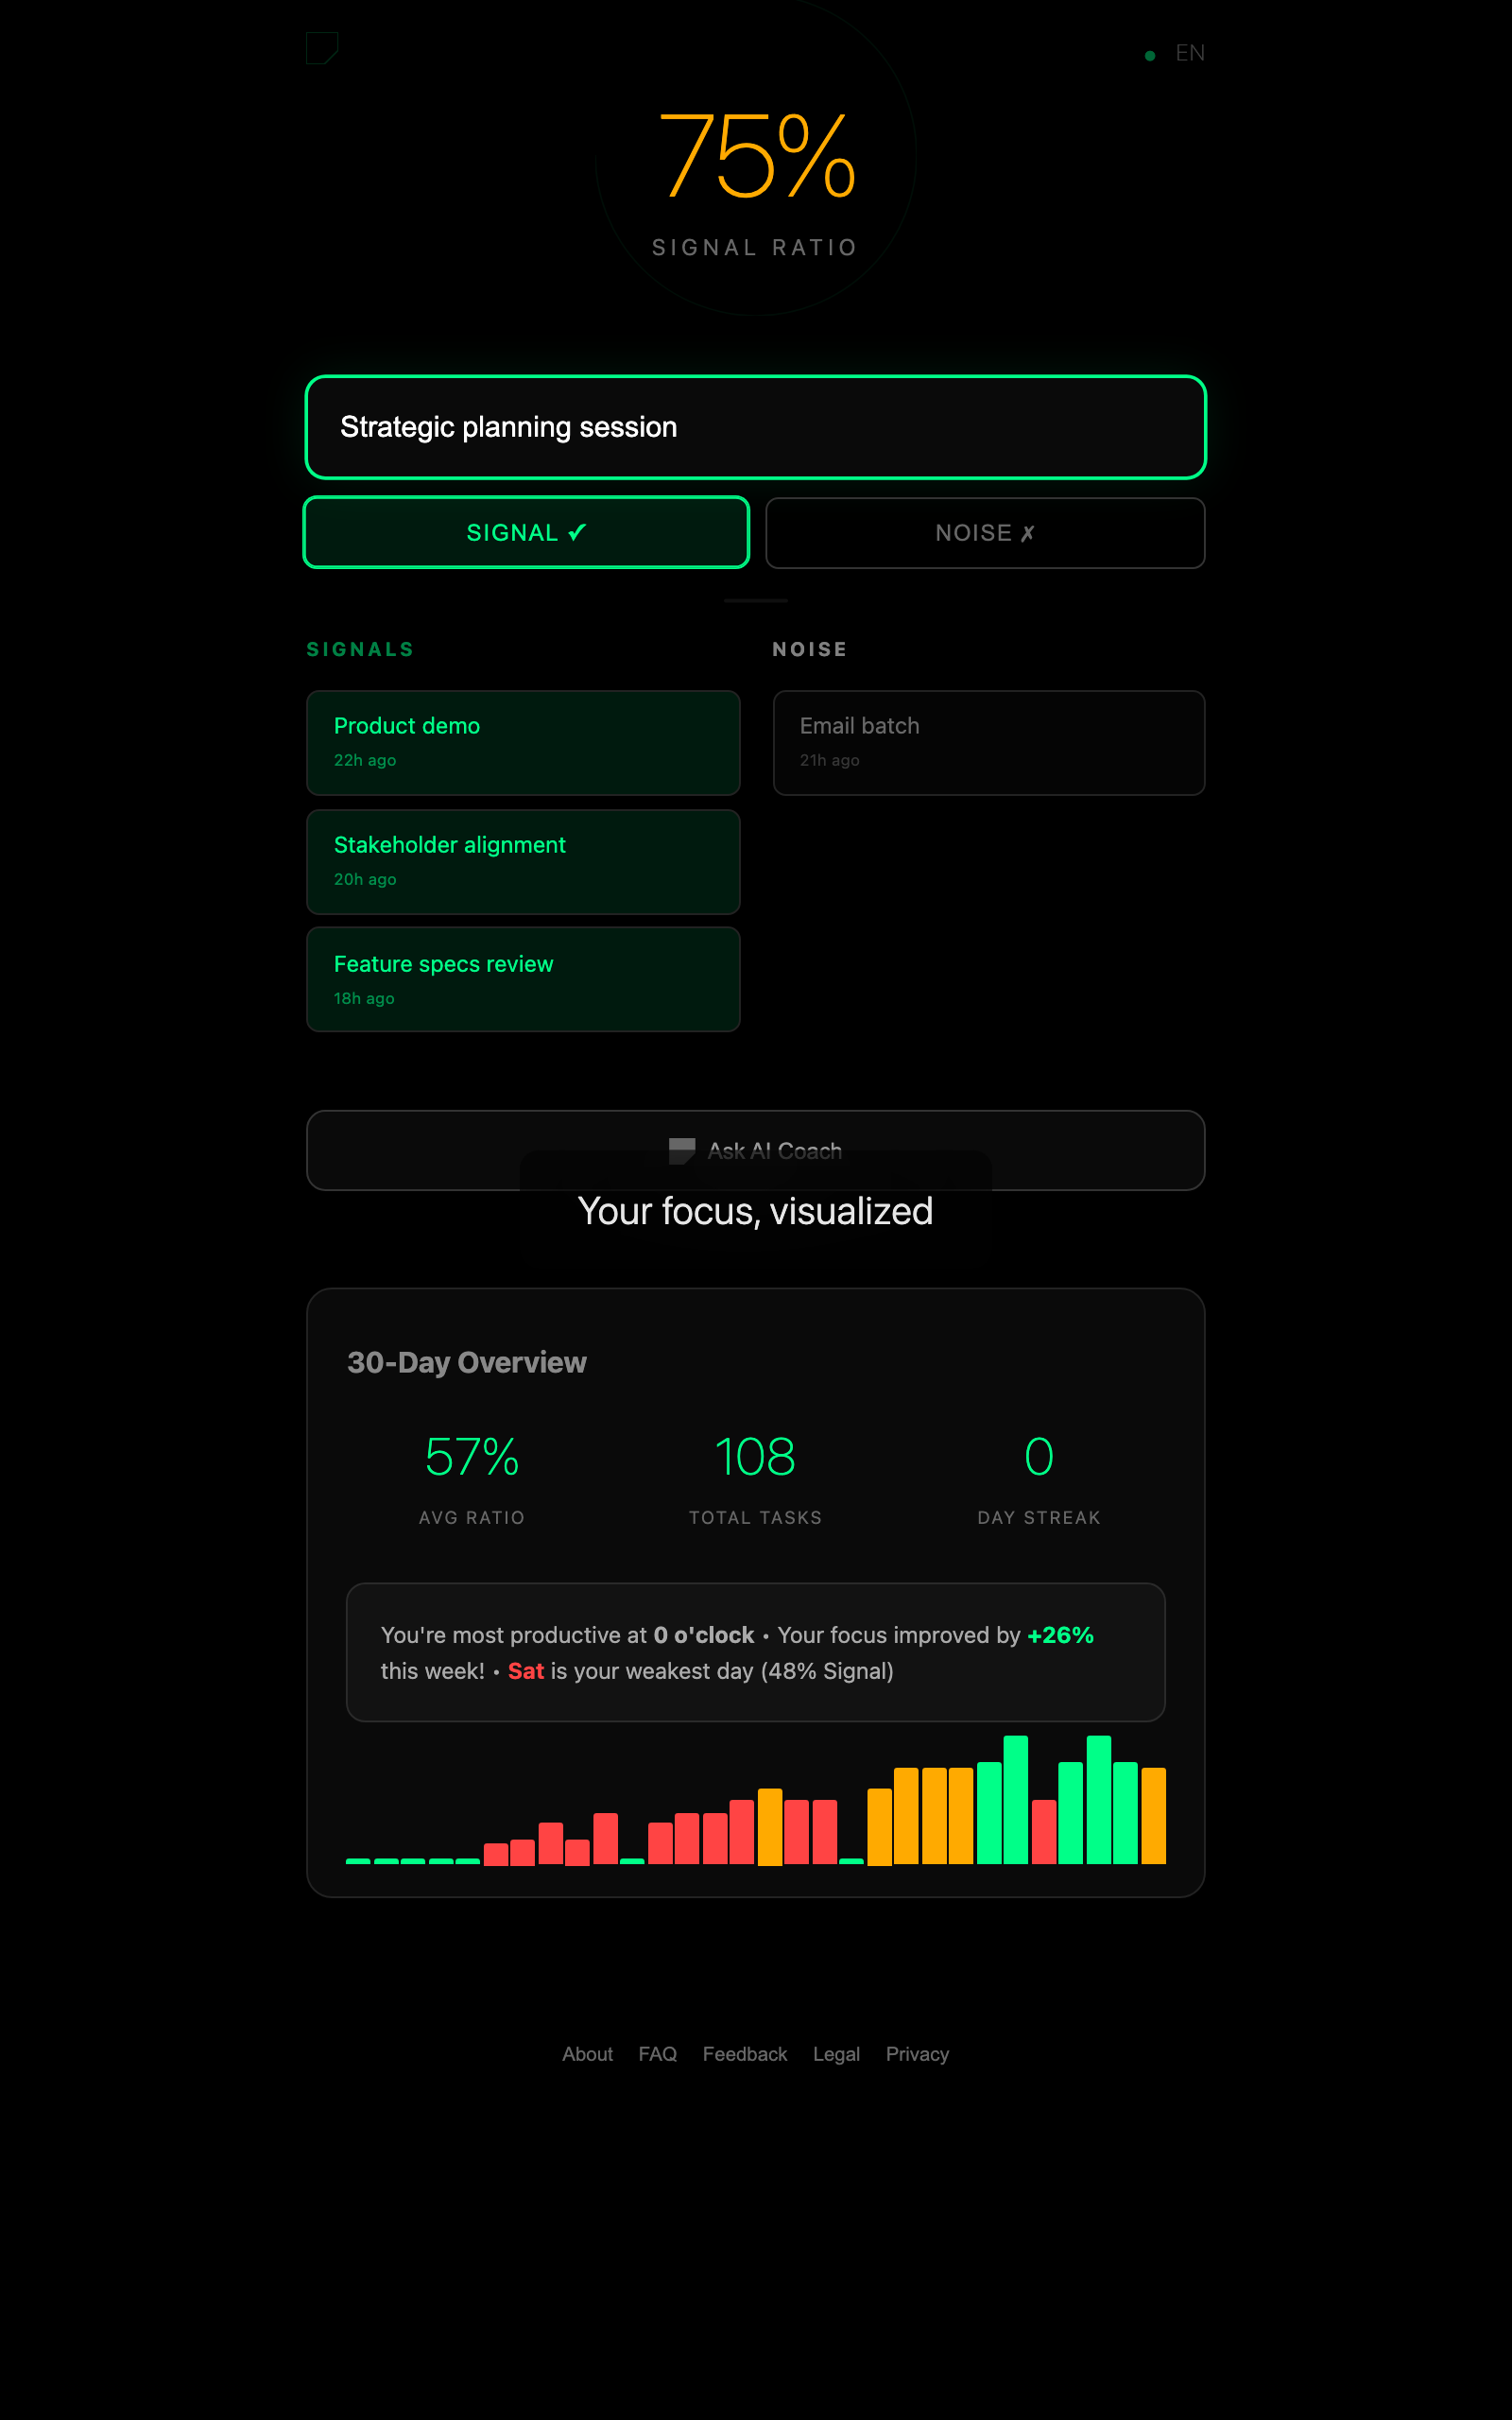 EN
75%
SIGNAL RATIO
Strategic planning session
SIGNAL ✓
NOISE ✗
SIGNALS
NOISE
Product demo
22h ago
Email batch
21h ago
Stakeholder alignment
20h ago
Feature specs review
18h ago
Ask AI Coach
Your focus, visualized
30-Day Overview
57%
108
0
AVG RATIO
TOTAL TASKS
DAY STREAK
You're most productive at 0 o'clock • Your focus improved by +26%
this week! • Sat is your weakest day (48% Signal)
About FAQ Feedback Legal Privacy